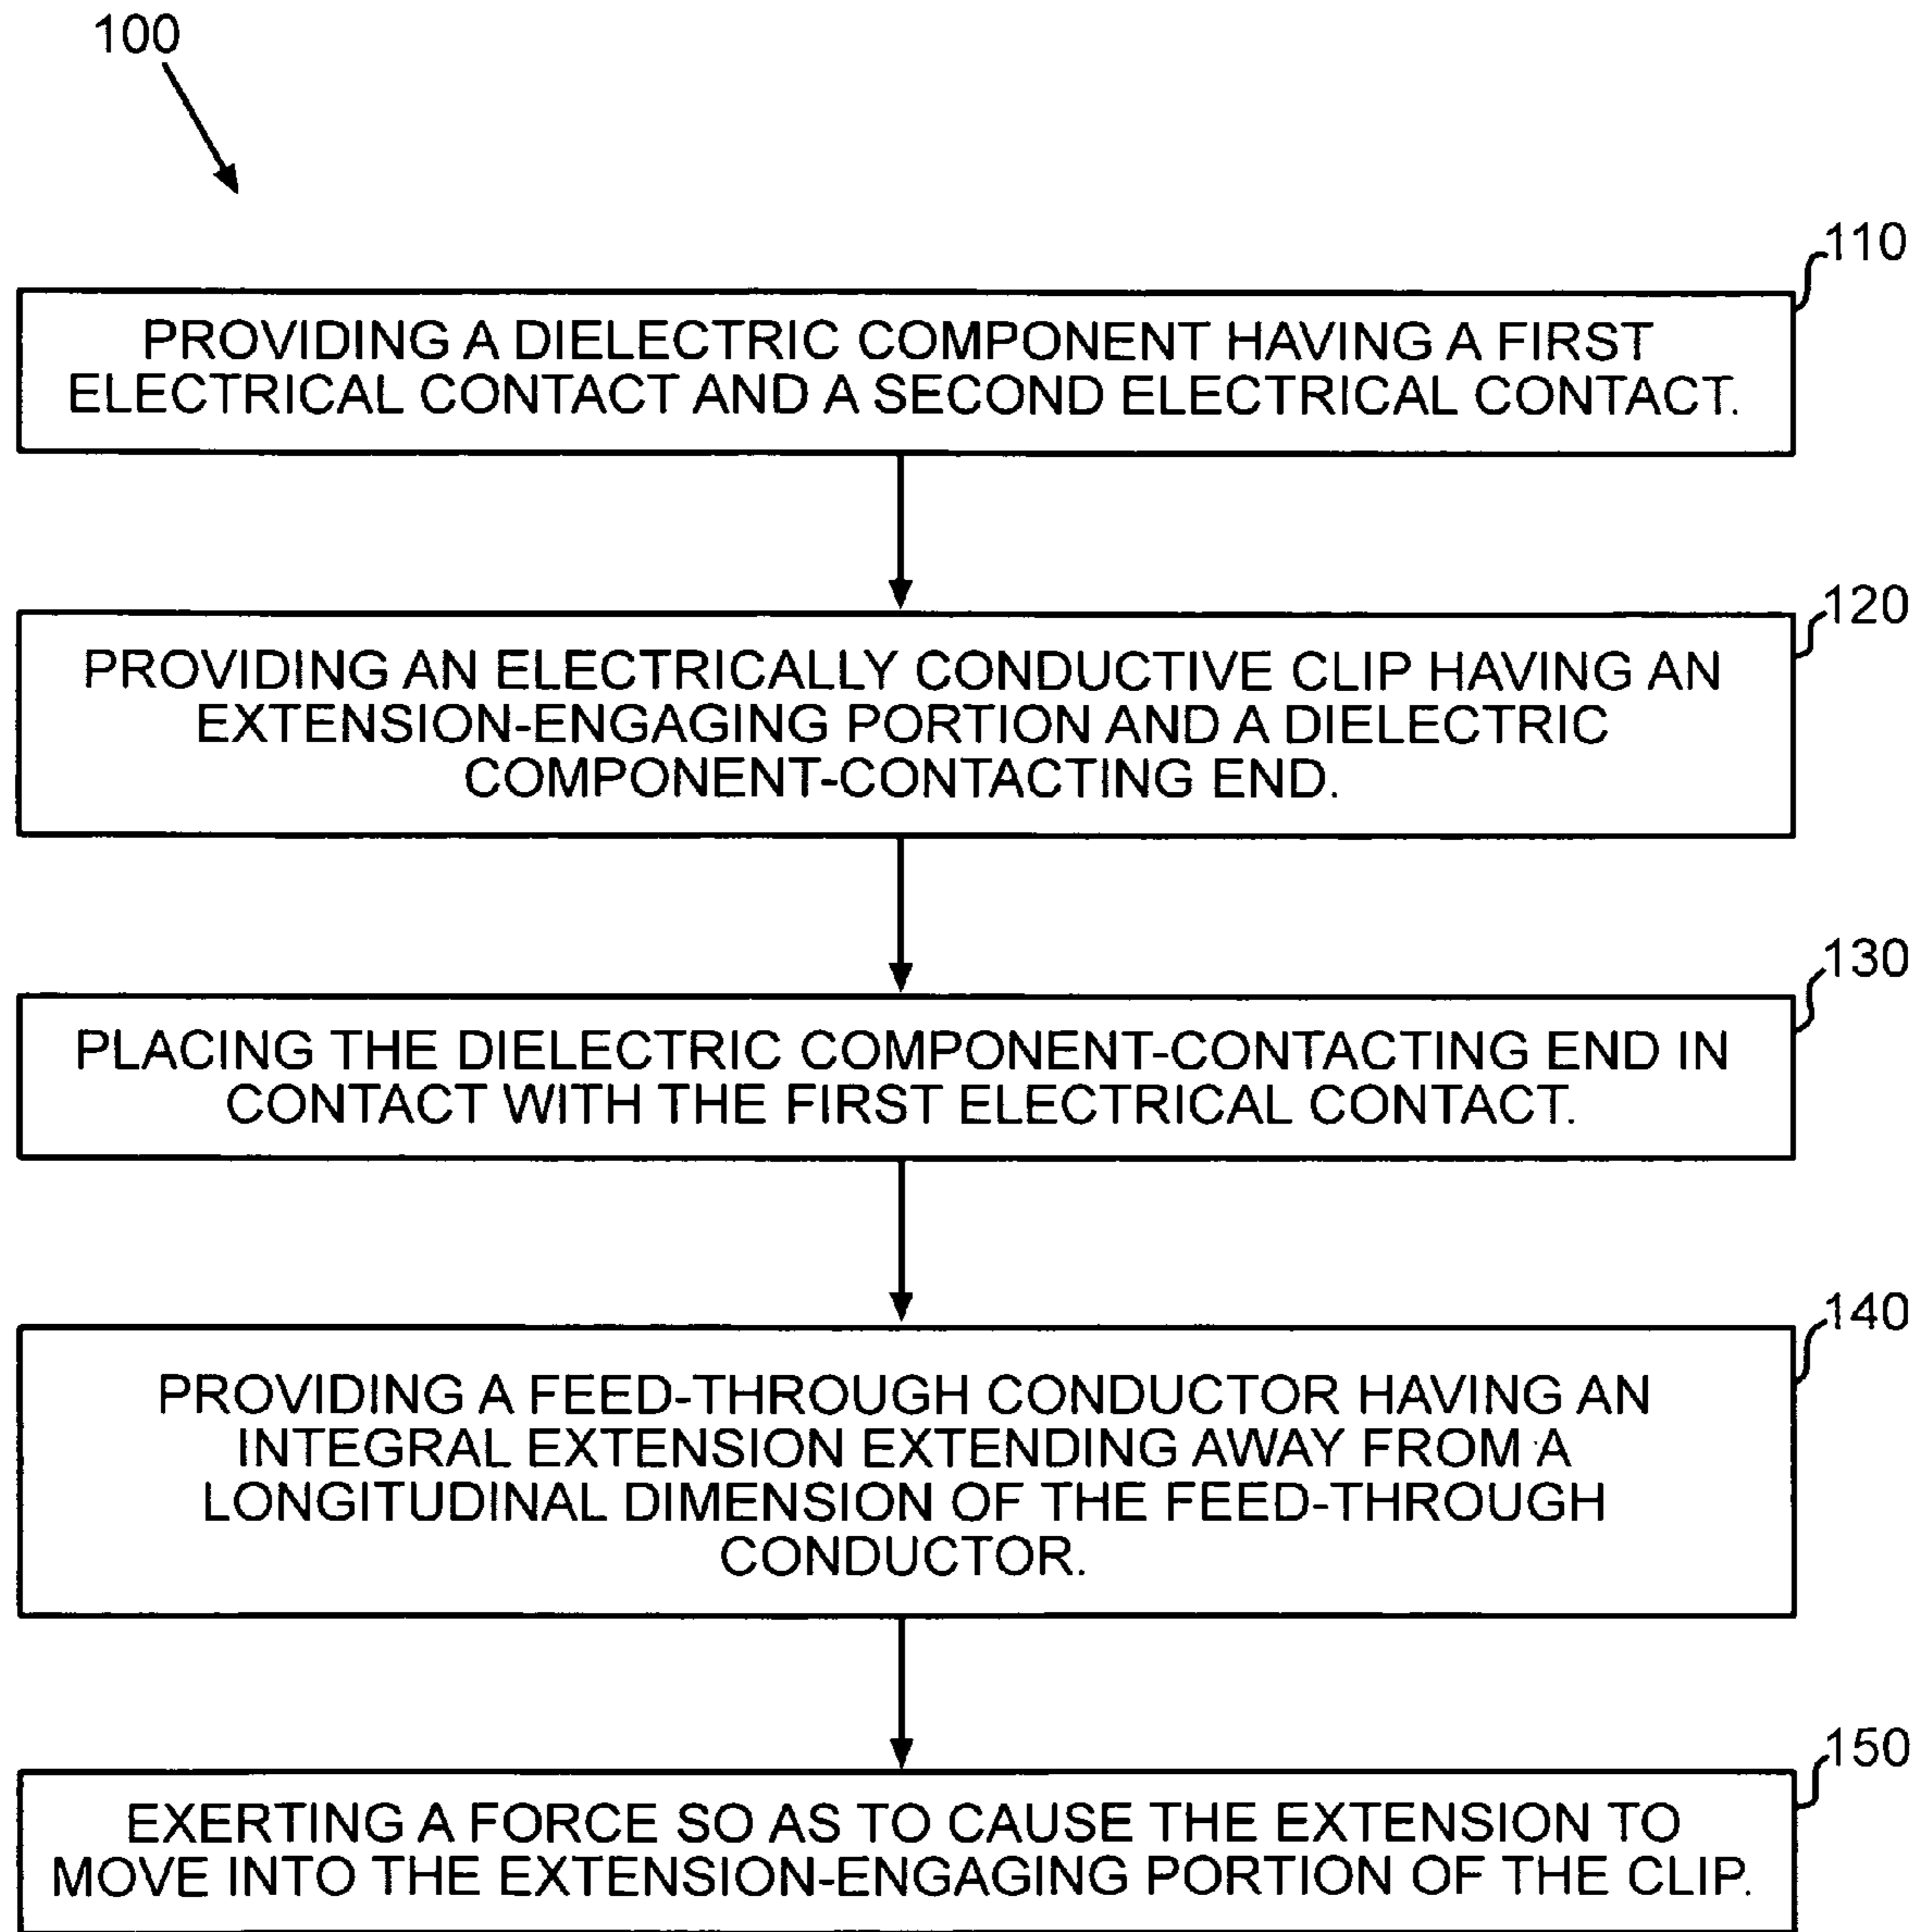 100
110
PROVIDING A DIELECTRIC COMPONENT HAVING A FIRST
ELECTRICAL CONTACT AND A SECOND ELECTRICAL CONTACT.
120
PROVIDING AN ELECTRICALLY CONDUCTIVE CLIP HAVING AN
EXTENSION-ENGAGING PORTION AND A DIELECTRIC
COMPONENT-CONTACTING END.
130
PLACING THE DIELECTRIC COMPONENT-CONTACTING END IN
CONTACT WITH THE FIRST ELECTRICAL CONTACT.
140
PROVIDING A FEED-THROUGH CONDUCTOR HAVING AN
INTEGRAL EXTENSION EXTENDING AWAY FROM A
LONGITUDINAL DIMENSION OF THE FEED-THROUGH
CONDUCTOR.
150
EXERTING A FORCE SO AS TO CAUSE THE EXTENSION TO
MOVE INTO THE EXTENSION-ENGAGING PORTION OF THE CLIP.